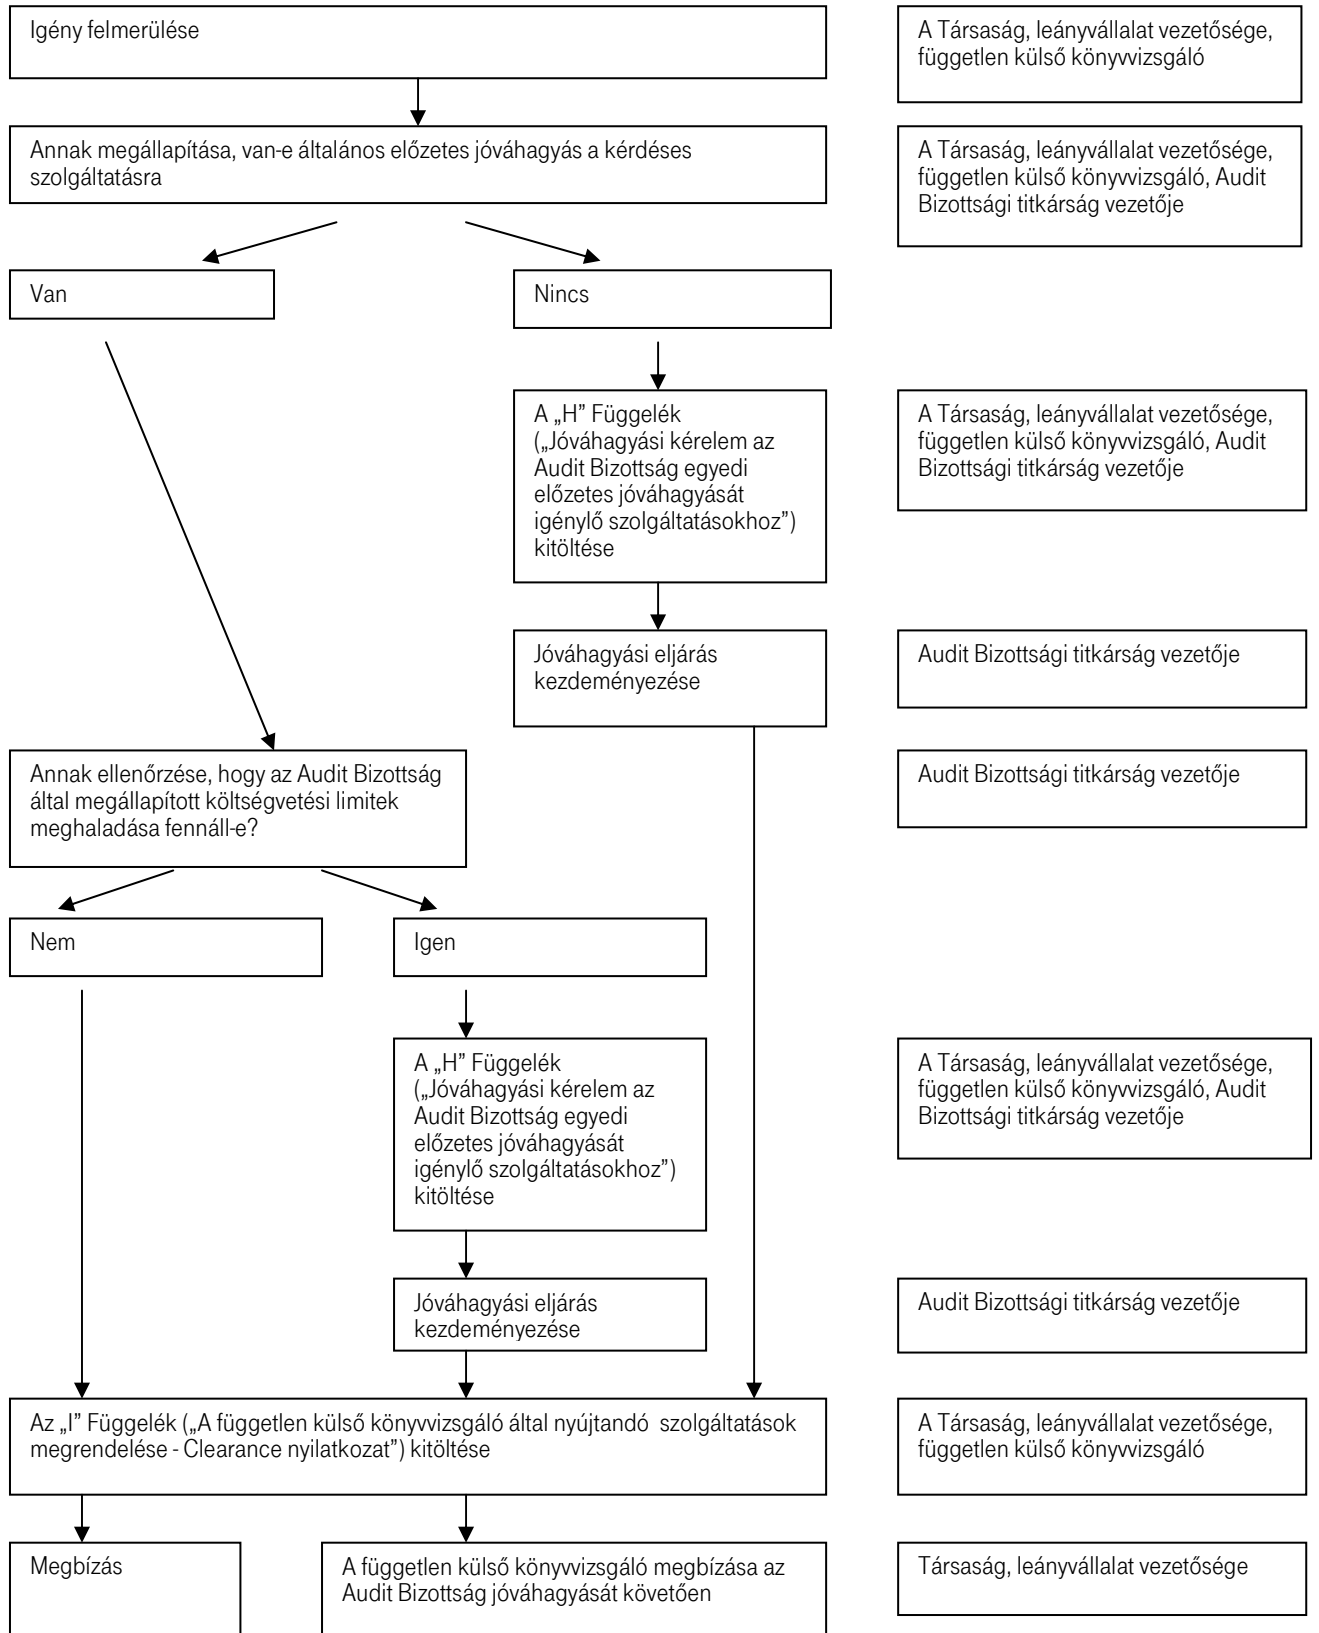 Igény felmerülése
A Társaság, leányvállalat vezetősége,
független külső könyvvizsgáló
Annak megállapítása, van-e általános előzetes jóváhagyás a kérdéses
szolgáltatásra
A Társaság, leányvállalat vezetősége,
független külső könyvvizsgáló, Audit
Bizottsági titkárság vezetője
Van
Nincs
A „H” Függelék
(„Jóváhagyási kérelem az
Audit Bizottság egyedi
előzetes jóváhagyását
igénylő szolgáltatásokhoz”)
kitöltése
A Társaság, leányvállalat vezetősége,
független külső könyvvizsgáló, Audit
Bizottsági titkárság vezetője
Jóváhagyási eljárás
kezdeményezése
Audit Bizottsági titkárság vezetője
Annak ellenőrzése, hogy az Audit Bizottság
által megállapított költségvetési limitek
meghaladása fennáll-e?
Audit Bizottsági titkárság vezetője
Nem
Igen
A „H” Függelék
(„Jóváhagyási kérelem az
Audit Bizottság egyedi
előzetes jóváhagyását
igénylő szolgáltatásokhoz”)
kitöltése
A Társaság, leányvállalat vezetősége,
független külső könyvvizsgáló, Audit
Bizottsági titkárság vezetője
Jóváhagyási eljárás
kezdeményezése
Audit Bizottsági titkárság vezetője
Az „I” Függelék („A független külső könyvvizsgáló által nyújtandó  szolgáltatások
megrendelése - Clearance nyilatkozat”) kitöltése
A Társaság, leányvállalat vezetősége,
független külső könyvvizsgáló
Megbízás
A független külső könyvvizsgáló megbízása az
Audit Bizottság jóváhagyását követően
Társaság, leányvállalat vezetősége